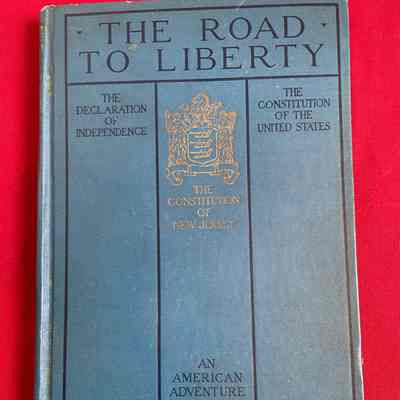 THE ROAD
TO LIBERTY
THE
DECLARATION
OF
INDEPENDENCE
THE
CONSTITUTION
OF
NEW JERSEY
THE
CONSTITUTION
OF THE
UNITED STATES
AN
AMERICAN
ADVENTURE